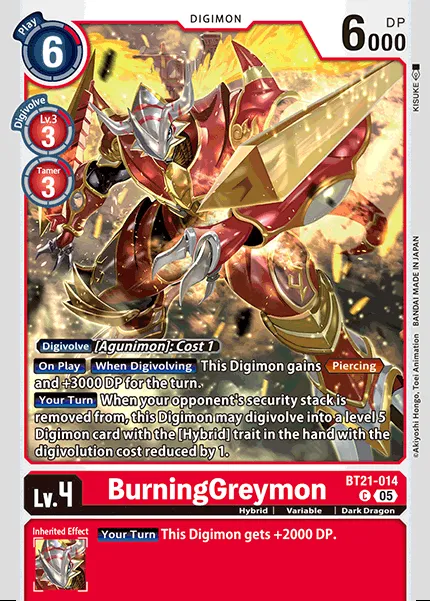 Play
6
DIGIMON
6000
DP
Digivolve
Lv.3
3
Tamer
3
KISUKE
©Akiyoshi Hongo, Toei Animation BANDAI MADE IN JAPAN
Digivolve [Agunimon]: Cost 1
On Play When Digivolving This Digimon gains Piercing
and +3000 DP for the turn.
Your Turn When your opponent's security stack is
removed from, this Digimon may digivolve into a level 5
Digimon card with the [Hybrid] trait in the hand with the
digivolution cost reduced by 1.
Lv.4
BurningGreymon
BT21-014
C 05
Hybrid | Variable | Dark Dragon
Inherited Effect
Your Turn This Digimon gets +2000 DP.